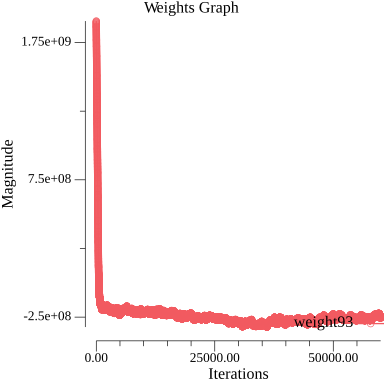 Weights Graph
1.75e+09
7.5e+08
-2.5e+08
Magnitude
weight93
0.00
25000.00
50000.00
Iterations